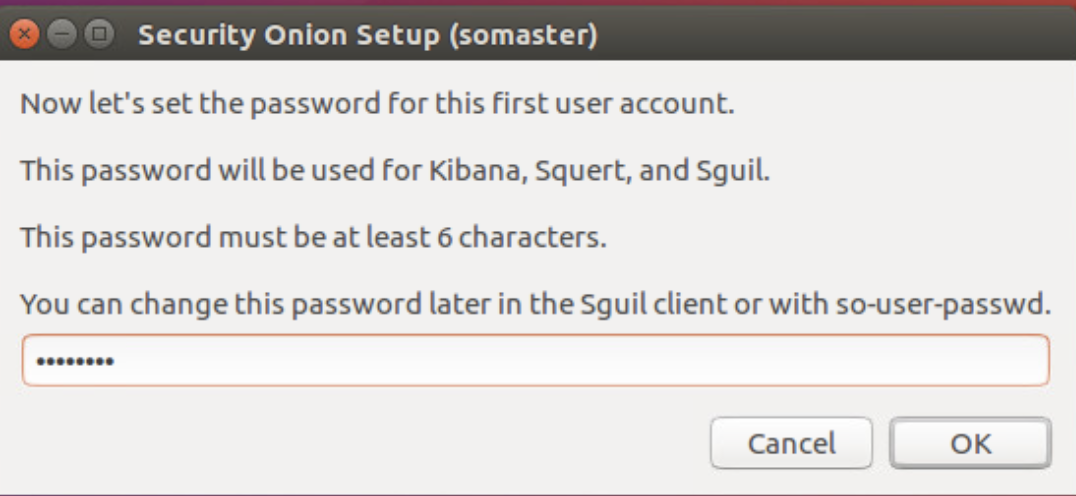 Security Onion Setup (somaster)
Now let's set the password for this first user account.
This password will be used for Kibana, Squert, and Sguil.
This password must be at least 6 characters.
You can change this password later in the Sguil client or with so-user-passwd.
••••••••
Cancel OK